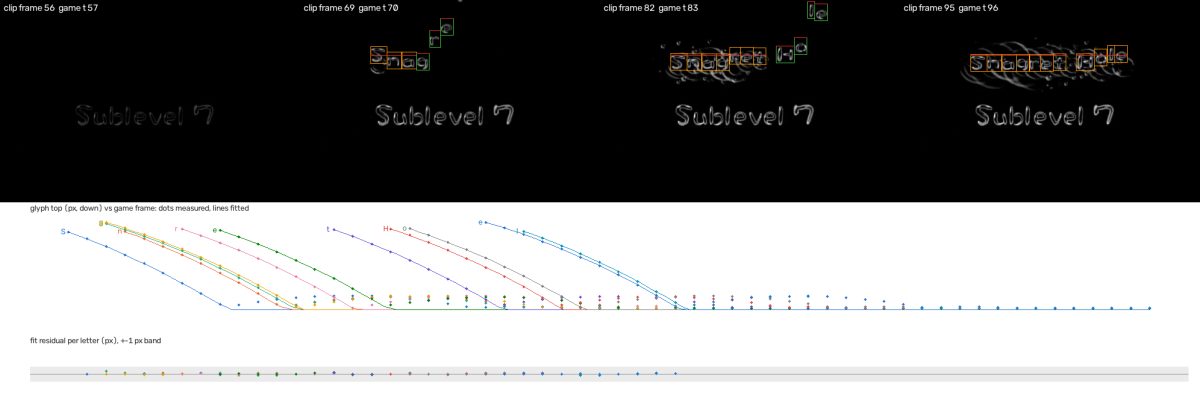 clip frame 56 game t 57
clip frame 69 game t 70
clip frame 82 game t 83
clip frame 95 game t 96
S n a g r e
Snagret Ho l e
Snagret Hole
Sublevel 7
Sublevel 7
Sublevel 7
Sublevel 7
glyph top (px, down) vs game frame: dots measured, lines fitted
S
n
r
e
t
H
o
e
l
fit residual per letter (px), +-1 px band